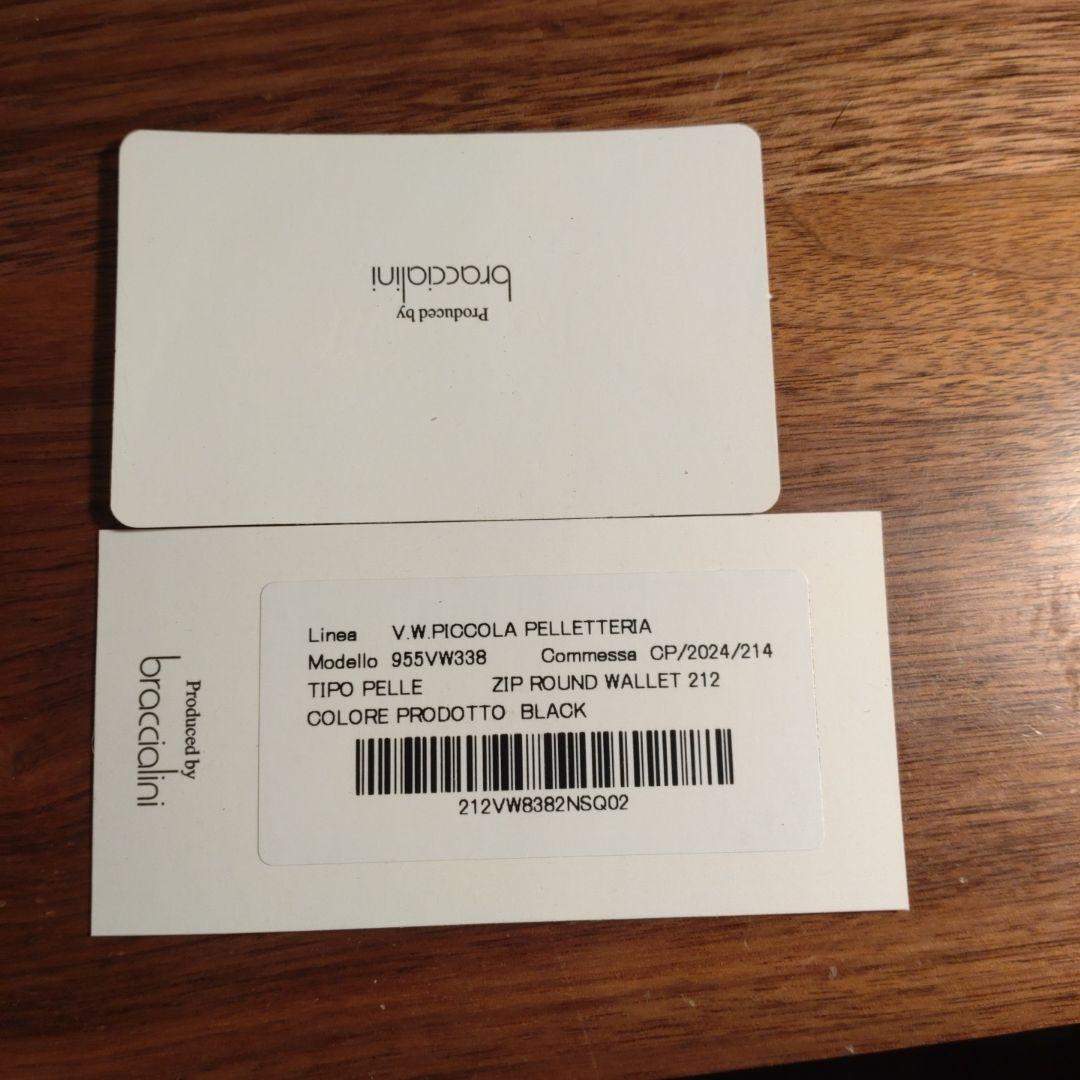 Produced by
braccialini
Produced by
braccialini
Linea V.W.PICCOLA PELLETTERIA
Modello 955VW338 Commessa CP/2024/214
TIPO PELLE ZIP ROUND WALLET 212
COLORE PRODOTTO BLACK
212VW8382NSQ02